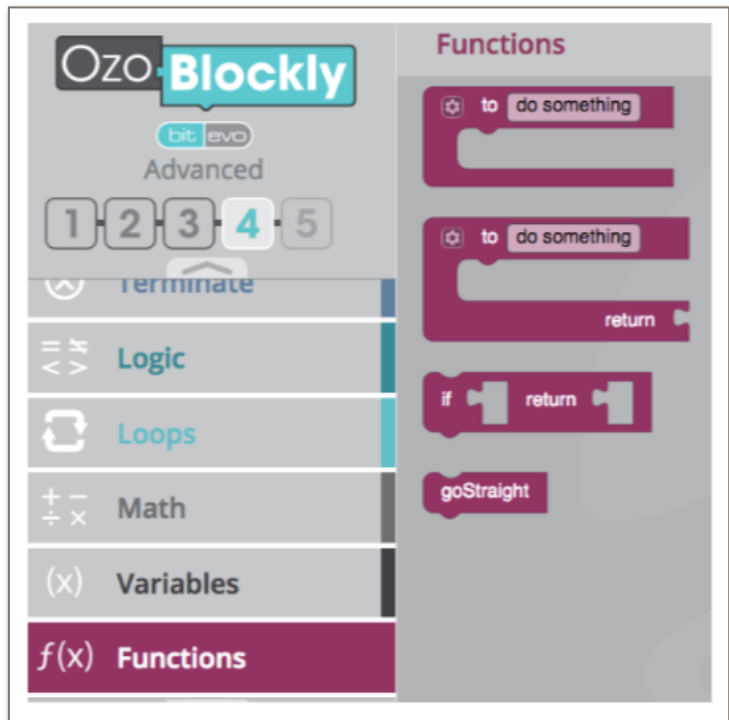 Ozo Blockly
bit evo
Advanced
1 2 3 4 5
Terminate
= ≠
< >
Logic
Loops
+ −
÷ ×
Math
(x) Variables
f(x) Functions
Functions
to do something
to do something
return
if return
goStraight